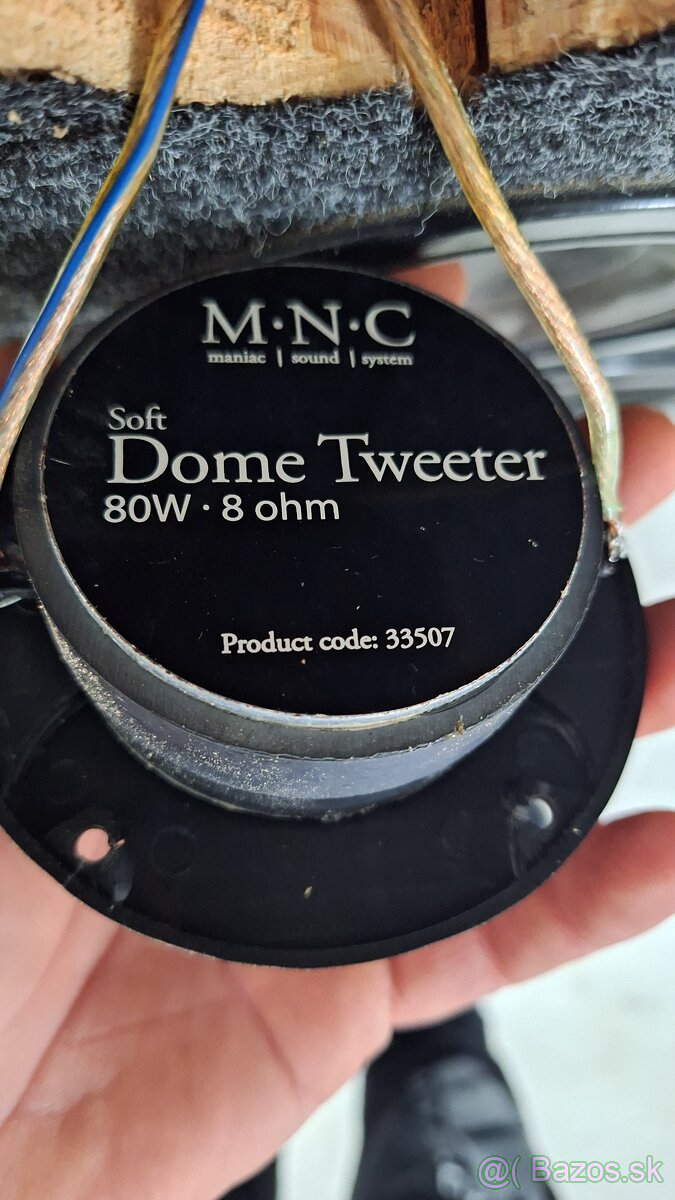 M·N·C
maniac | sound | system
Soft
Dome Tweeter
80W · 8 ohm
Product code: 33507
@( Bazos.sk